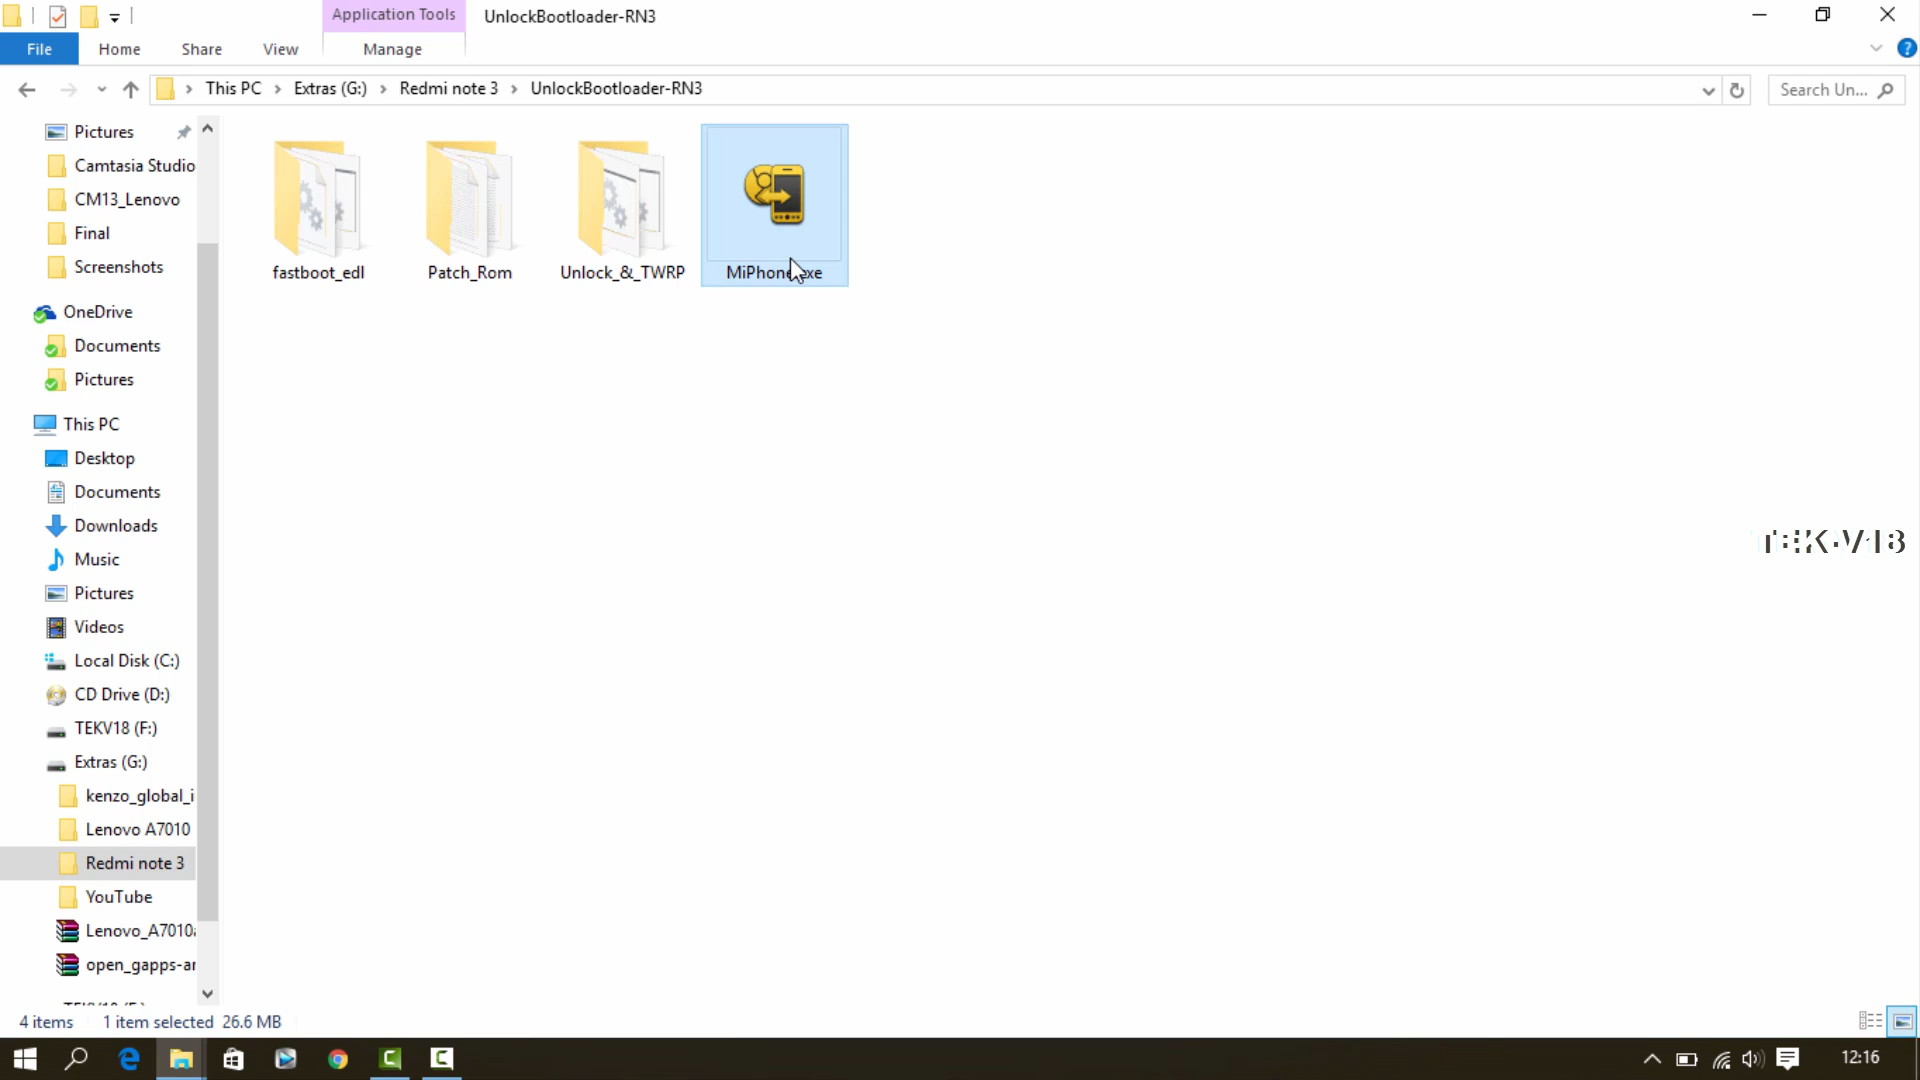 Application Tools
UnlockBootloader-RN3
File
Home
Share
View
Manage
This PC
Extras (G:)
Redmi note 3
UnlockBootloader-RN3
Search Un...
Pictures
Camtasia Studio
CM13_Lenovo
Final
Screenshots
OneDrive
Documents
Pictures
This PC
Desktop
Documents
Downloads
Music
Pictures
Videos
Local Disk (C:)
CD Drive (D:)
TEKV18 (F:)
Extras (G:)
kenzo_global_i
Lenovo A7010
Redmi note 3
YouTube
Lenovo_A7010
open_gapps-ar
fastboot_edl
Patch_Rom
Unlock_&_TWRP
MiPhone.exe
TEKV18
4 items
1 item selected 26.6 MB
12:16